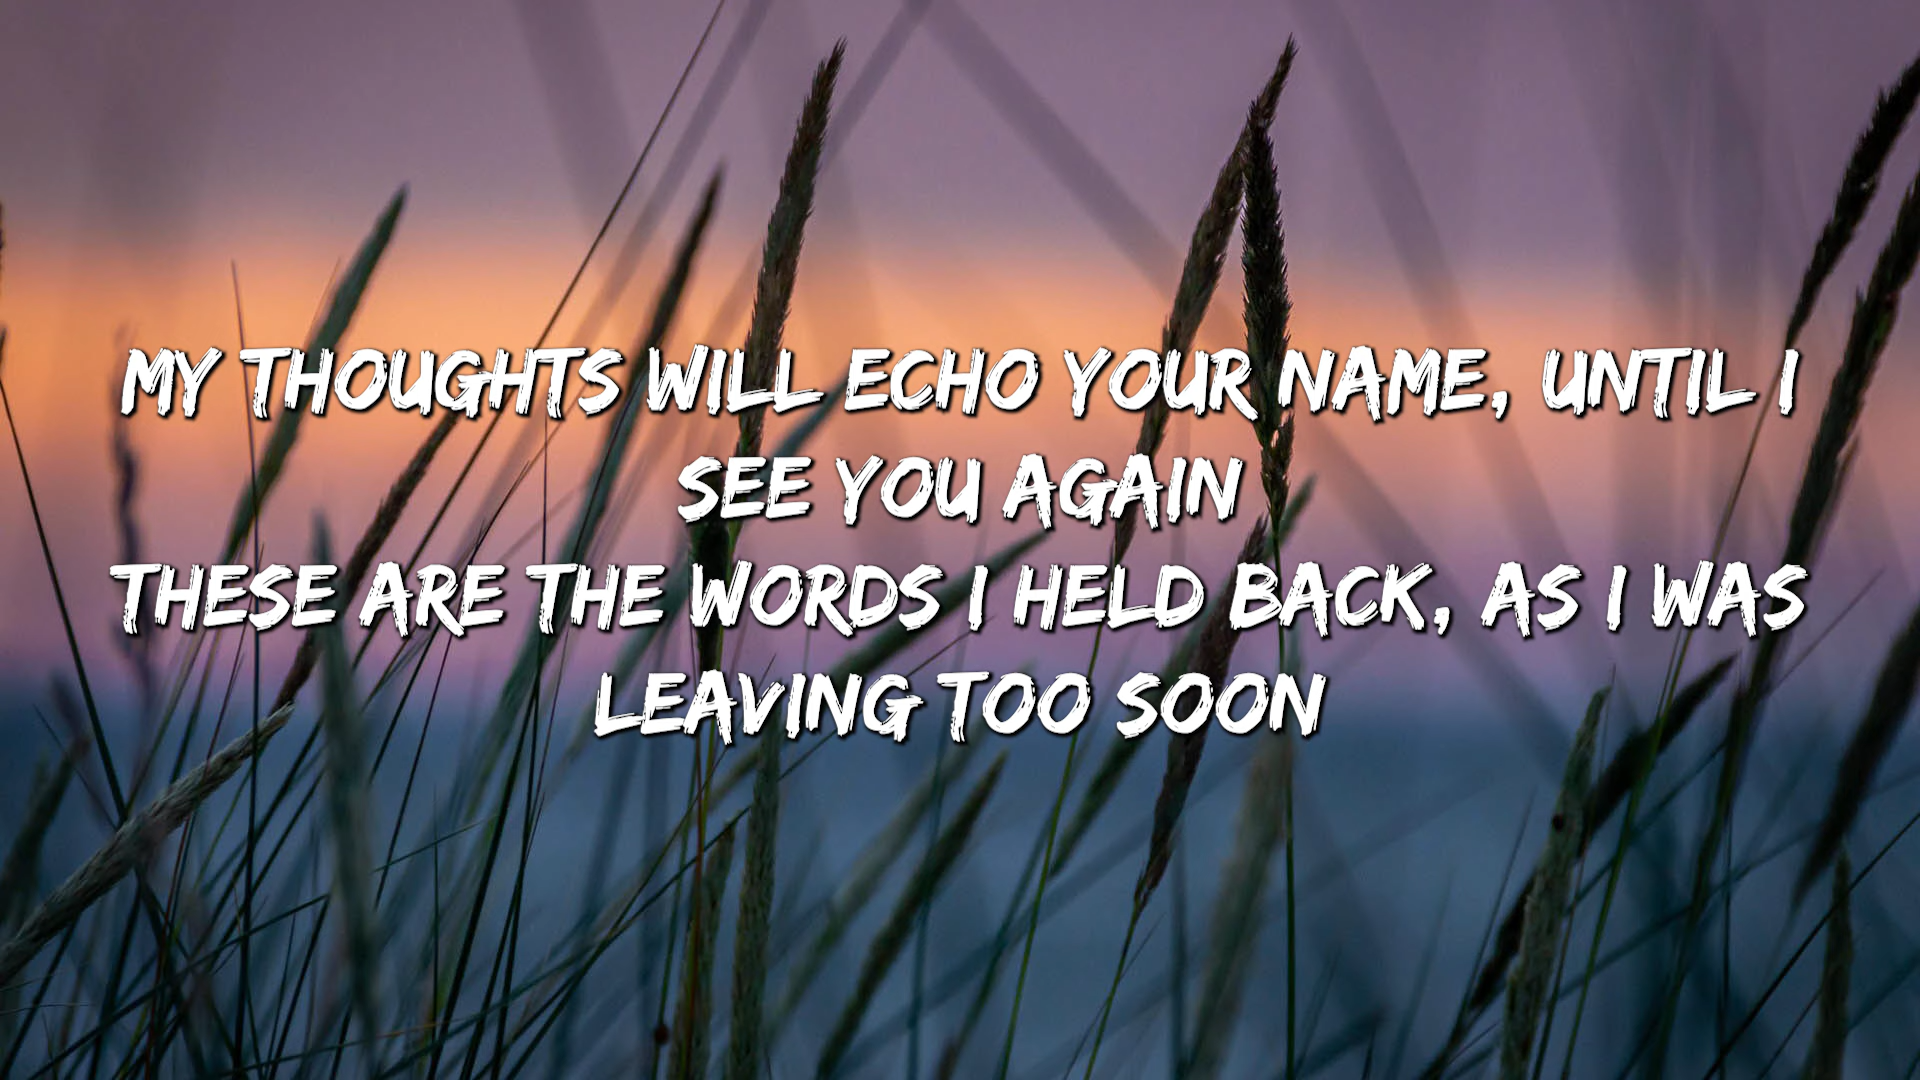 MY THOUGHTS WILL ECHO YOUR NAME, UNTIL I
SEE YOU AGAIN
THESE ARE THE WORDS I HELD BACK, AS I WAS
LEAVING TOO SOON